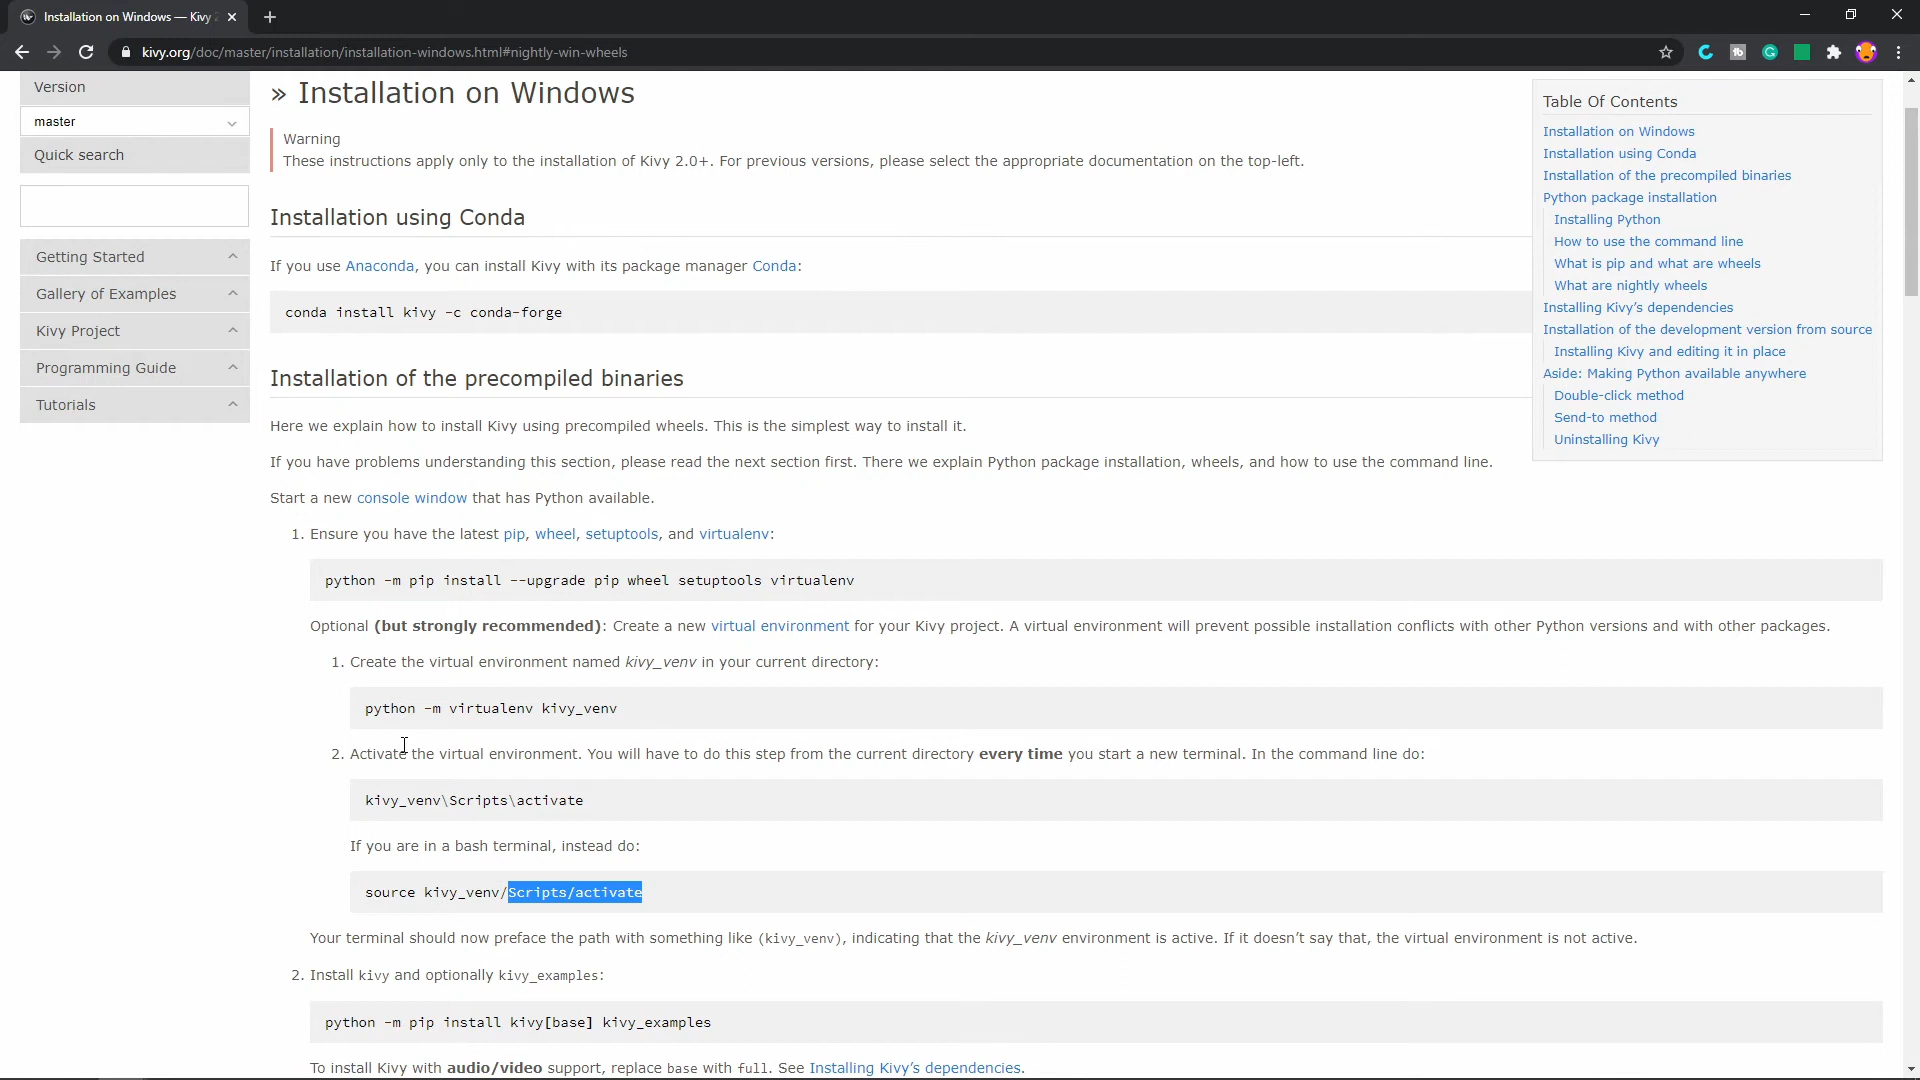 Installation on Windows — Kivy 2
kivy.org/doc/master/installation/installation-windows.html#nightly-win-wheels
Version
master
Quick search
Getting Started
Gallery of Examples
Kivy Project
Programming Guide
Tutorials
» Installation on Windows
Warning
These instructions apply only to the installation of Kivy 2.0+. For previous versions, please select the appropriate documentation on the top-left.
Installation using Conda
If you use Anaconda, you can install Kivy with its package manager Conda:
conda install kivy -c conda-forge
Installation of the precompiled binaries
Here we explain how to install Kivy using precompiled wheels. This is the simplest way to install it.
If you have problems understanding this section, please read the next section first. There we explain Python package installation, wheels, and how to use the command line.
Start a new console window that has Python available.
1. Ensure you have the latest pip, wheel, setuptools, and virtualenv:
python -m pip install --upgrade pip wheel setuptools virtualenv
Optional (but strongly recommended): Create a new virtual environment for your Kivy project. A virtual environment will prevent possible installation conflicts with other Python versions and with other packages.
1. Create the virtual environment named kivy_venv in your current directory:
python -m virtualenv kivy_venv
2. Activate the virtual environment. You will have to do this step from the current directory every time you start a new terminal. In the command line do:
kivy_venv\Scripts\activate
If you are in a bash terminal, instead do:
source kivy_venv/Scripts/activate
Your terminal should now preface the path with something like (kivy_venv), indicating that the kivy_venv environment is active. If it doesn't say that, the virtual environment is not active.
2. Install kivy and optionally kivy_examples:
python -m pip install kivy[base] kivy_examples
To install Kivy with audio/video support, replace base with full. See Installing Kivy's dependencies.
Table Of Contents
Installation on Windows
Installation using Conda
Installation of the precompiled binaries
Python package installation
Installing Python
How to use the command line
What is pip and what are wheels
What are nightly wheels
Installing Kivy's dependencies
Installation of the development version from source
Installing Kivy and editing it in place
Aside: Making Python available anywhere
Double-click method
Send-to method
Uninstalling Kivy